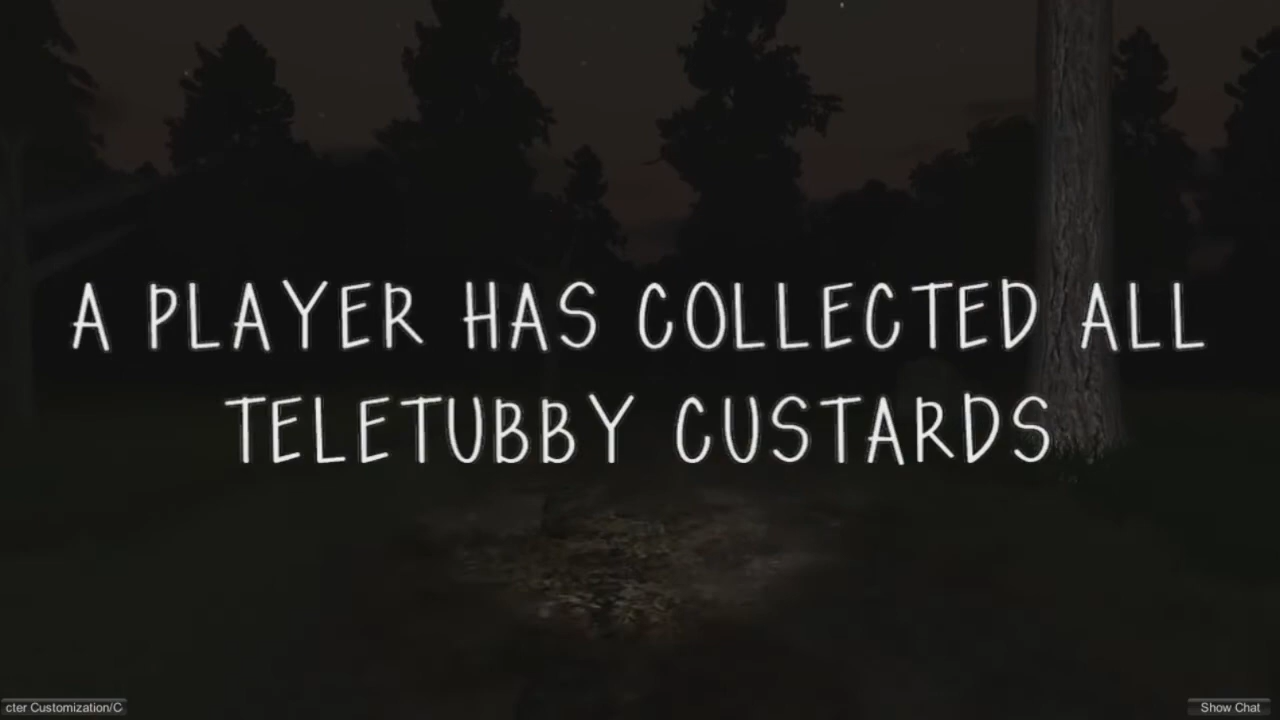 A PLAYER HAS COLLECTED ALL
TELETUBBY CUSTARDS
cter Customization/C
Show Chat